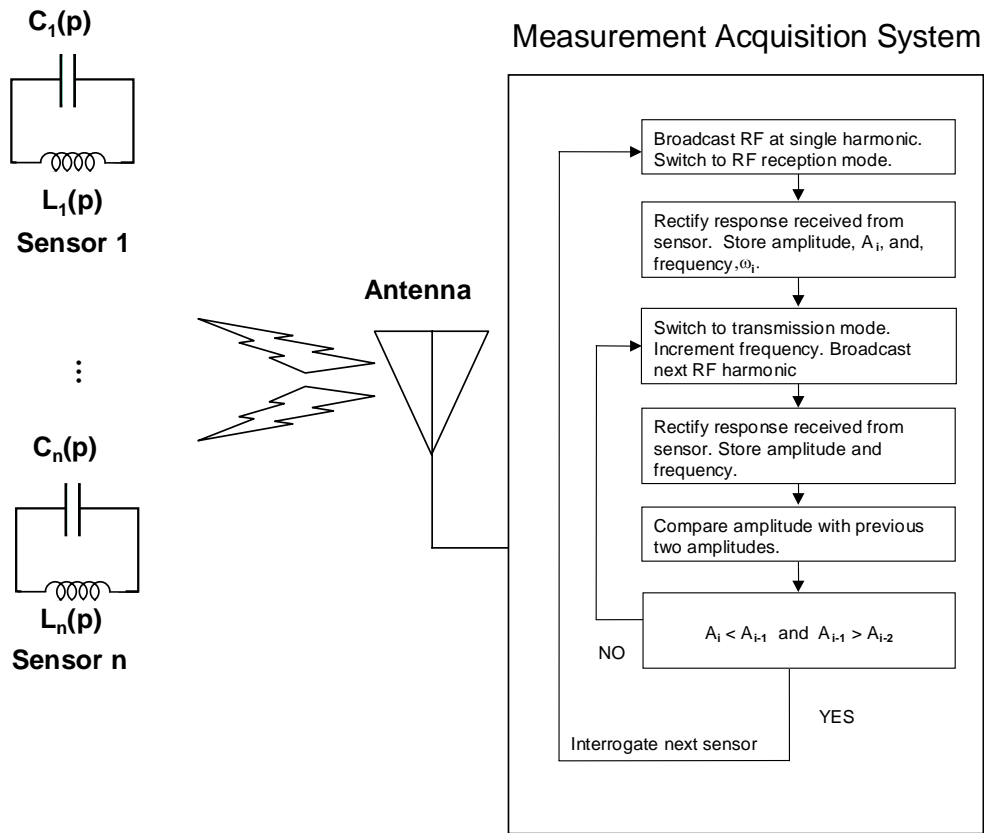 C1(p)
L1(p)
Sensor 1
...
Cn(p)
Ln(p)
Sensor n
Antenna
Measurement Acquisition System
Broadcast RF at single harmonic.
Switch to RF reception mode.
Rectify response received from
sensor. Store amplitude, Ai, and,
frequency,ωi.
Switch to transmission mode.
Increment frequency. Broadcast
next RF harmonic
Rectify response received from
sensor. Store amplitude and
frequency.
Compare amplitude with previous
two amplitudes.
Ai < Ai-1 and Ai-1 > Ai-2
NO
YES
Interrogate next sensor